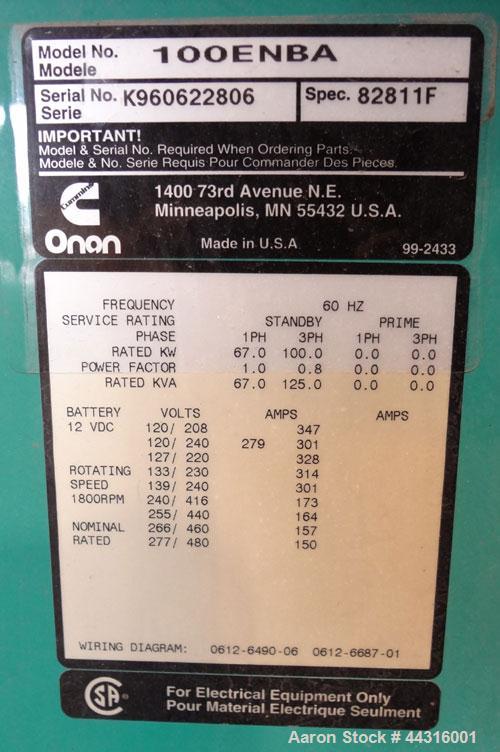 Model No. 100ENBA
Modele
Serial No. K960622806 Spec. 82811F
Serie
IMPORTANT!
Model & Serial No. Required When Ordering Parts.
Modele & No. Serie Requis Pour Commander Des Pieces.
Cummins
Onan
1400 73rd Avenue N.E.
Minneapolis, MN 55432 U.S.A.
Made in U.S.A 99-2433
FREQUENCY 60 HZ
SERVICE RATING STANDBY PRIME
PHASE 1PH 3PH 1PH 3PH
RATED KW 67.0 100.0 0.0 0.0
POWER FACTOR 1.0 0.8 0.0 0.0
RATED KVA 67.0 125.0 0.0 0.0
BATTERY VOLTS AMPS AMPS
12 VDC 120/ 208 347
120/ 240 279 301
127/ 220 328
ROTATING 133/ 230 314
SPEED 139/ 240 301
1800RPM 240/ 416 173
255/ 440 164
NOMINAL 266/ 460 157
RATED 277/ 480 150
WIRING DIAGRAM: 0612-6490-06 0612-6687-01
CSA ®
For Electrical Equipment Only
Pour Material Electrique Seulment
Aaron Stock # 44316001